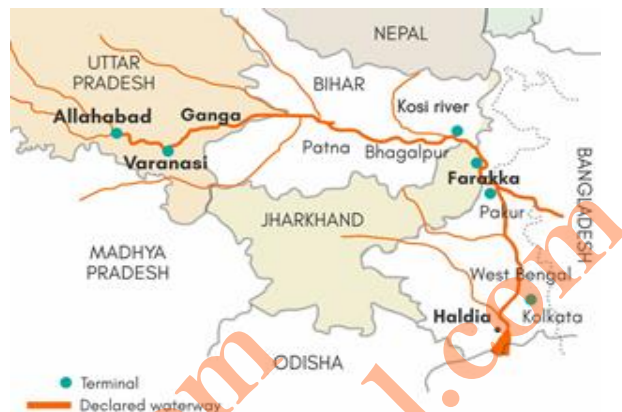 NEPAL
UTTAR
PRADESH
BIHAR
Kosi river
Allahabad
Ganga
Varanasi
Patna
Bhagalpur
Farakka
Pakur
BANGLADESH
JHARKHAND
MADHYA
PRADESH
West Bengal
Haldia
Kolkata
ODISHA
Terminal
Declared waterway